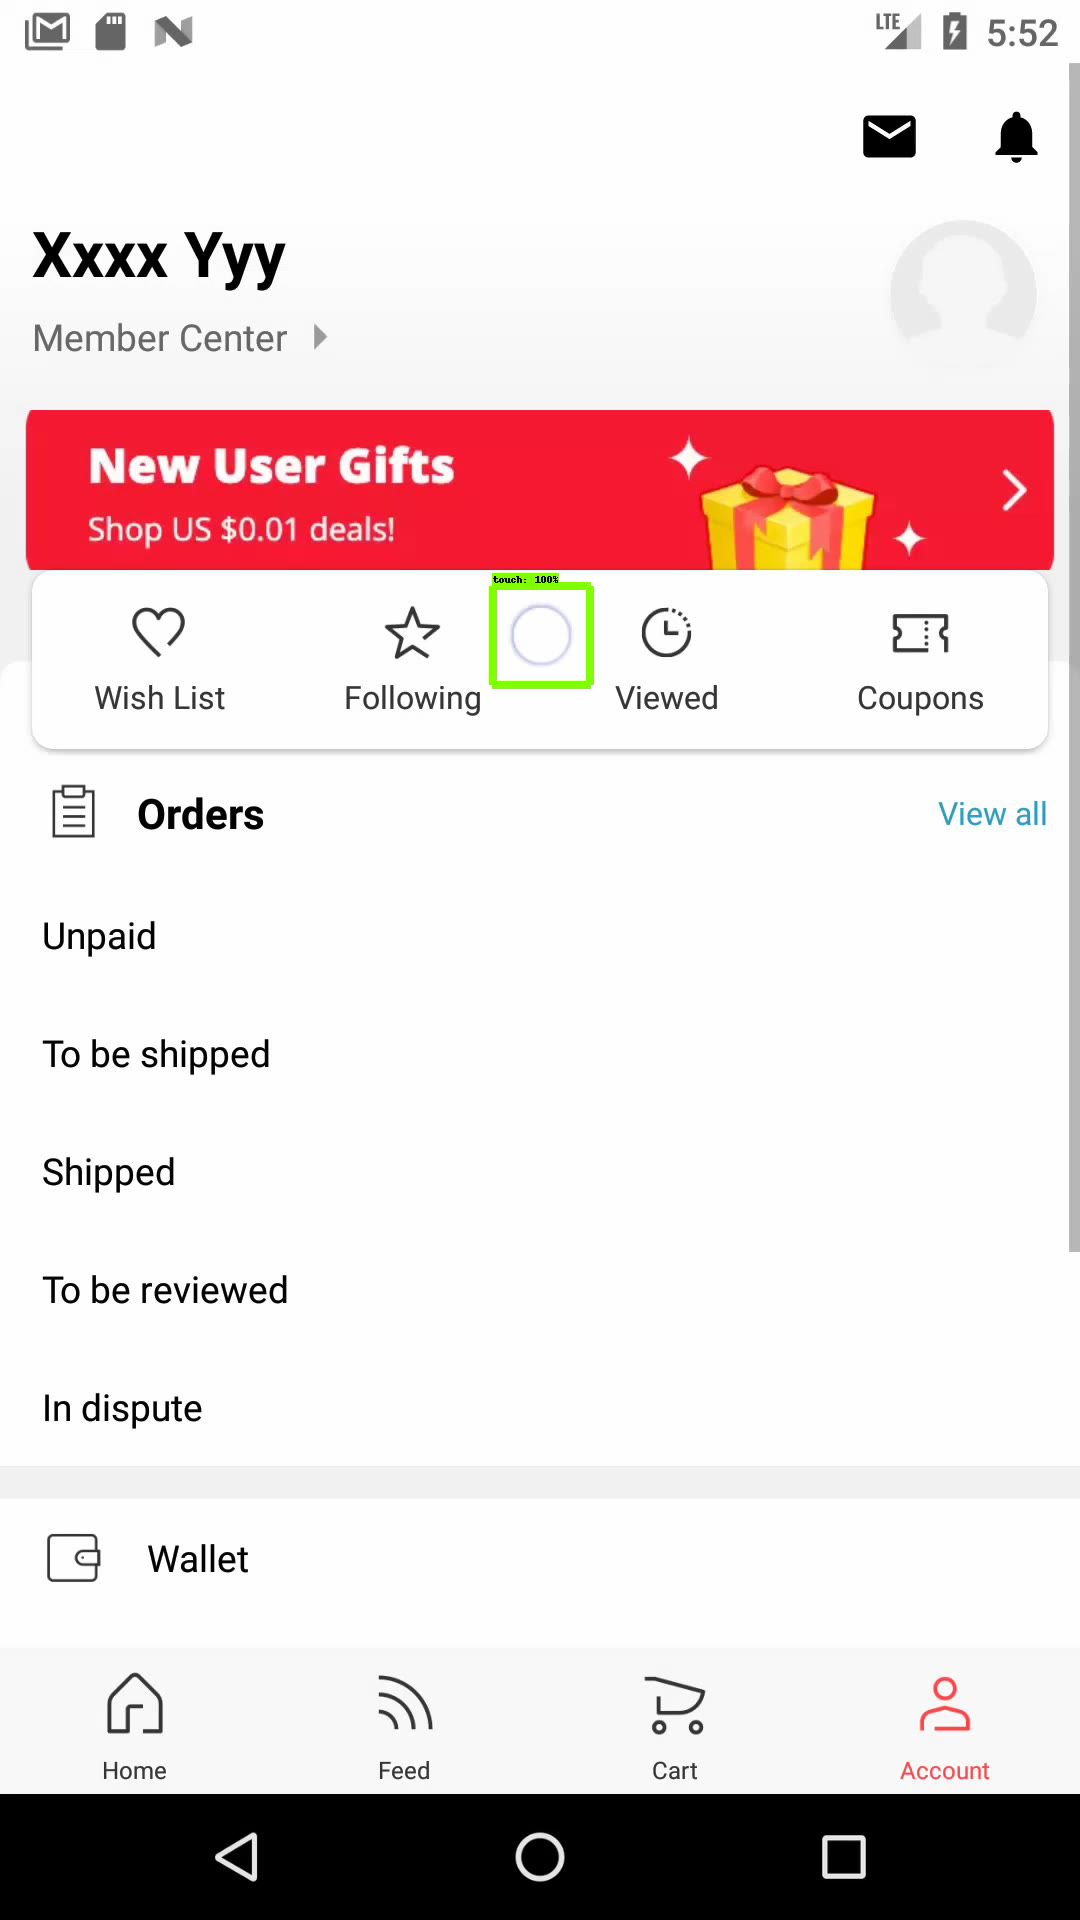 LTE 5:52
Xxxx Yyy
Member Center
New User Gifts
Shop US $0.01 deals!
touch: 100%
Wish List Following Viewed Coupons
Orders View all
Unpaid
To be shipped
Shipped
To be reviewed
In dispute
Wallet
Home Feed Cart Account